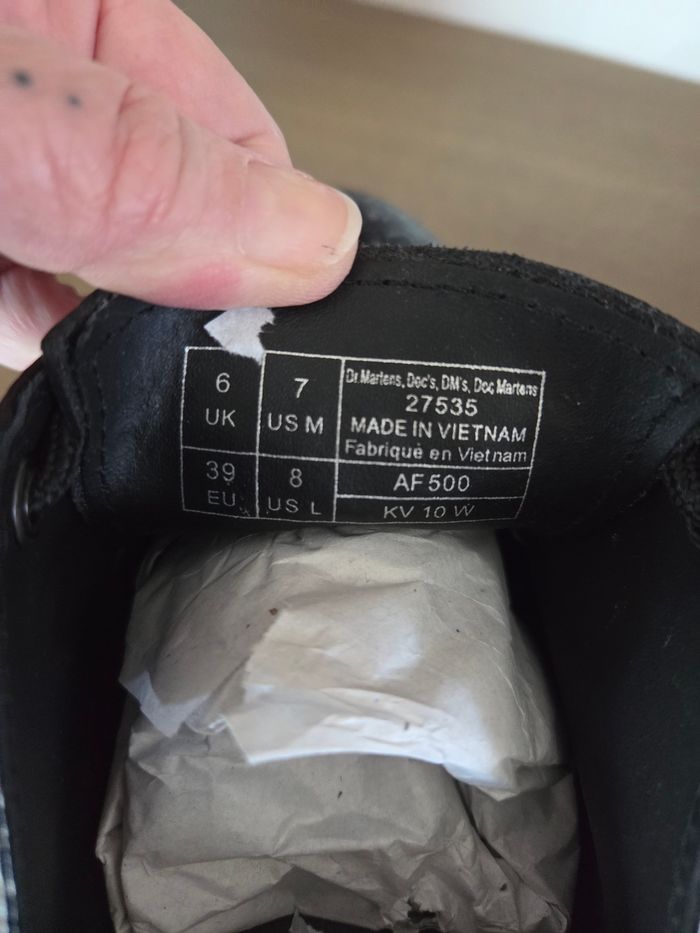 6
UK
7
US M
39
EU
8
US L
Dr.Martens, Doc's, DM's, Doc Martens
27535
MADE IN VIETNAM
Fabriqué en Vietnam
AF500
KV 10 W